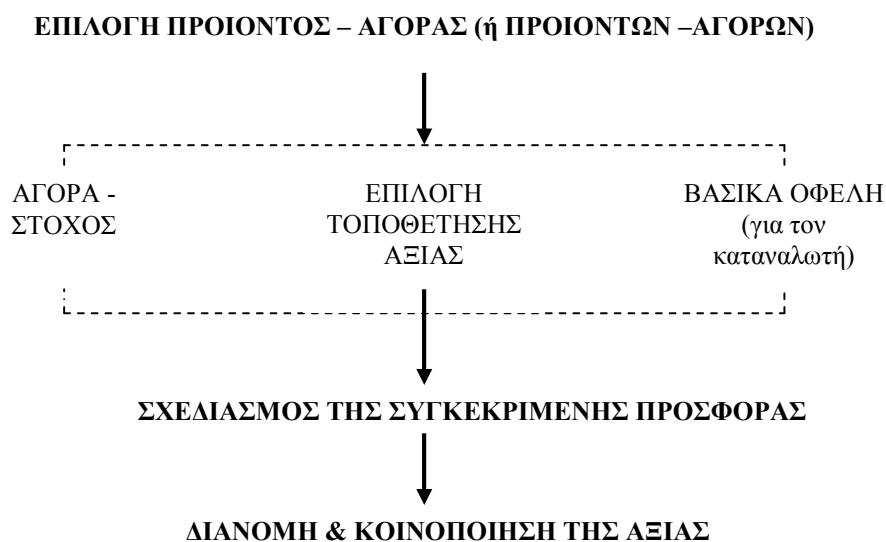 ΕΠΙΛΟΓΗ ΠΡΟΙΟΝΤΟΣ – ΑΓΟΡΑΣ (ή ΠΡΟΙΟΝΤΩΝ –ΑΓΟΡΩΝ)
ΑΓΟΡΑ -
ΣΤΟΧΟΣ
ΕΠΙΛΟΓΗ
ΤΟΠΟΘΕΤΗΣΗΣ
ΑΞΙΑΣ
ΒΑΣΙΚΑ ΟΦΕΛΗ
(για τον
καταναλωτή)
ΣΧΕΔΙΑΣΜΟΣ ΤΗΣ ΣΥΓΚΕΚΡΙΜΕΝΗΣ ΠΡΟΣΦΟΡΑΣ
ΔΙΑΝΟΜΗ & ΚΟΙΝΟΠΟΙΗΣΗ ΤΗΣ ΑΞΙΑΣ